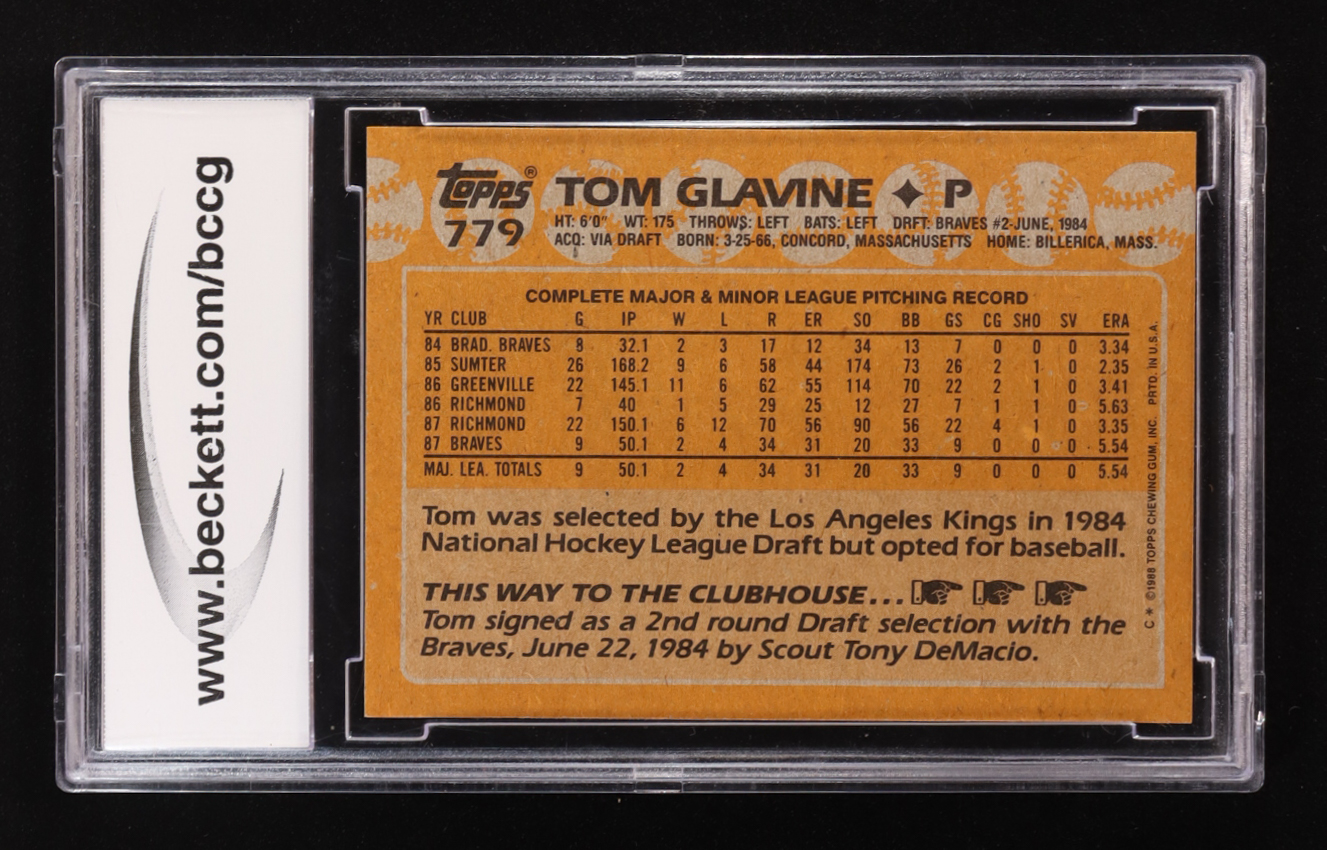 www.beckett.com/bccg
topps® TOM GLAVINE ✦ P
779
HT: 6'0" WT: 175 THROWS: LEFT BATS: LEFT DRFT: BRAVES #2-JUNE, 1984
ACQ: VIA DRAFT BORN: 3-25-66, CONCORD, MASSACHUSETTS HOME: BILLERICA, MASS.
COMPLETE MAJOR & MINOR LEAGUE PITCHING RECORD
YR CLUB G IP W L R ER SO BB GS CG SHO SV ERA
84 BRAD. BRAVES 8 32.1 2 3 17 12 34 13 7 0 0 0 3.34
85 SUMTER 26 168.2 9 6 58 44 174 73 26 2 1 0 2.35
86 GREENVILLE 22 145.1 11 6 62 55 114 70 22 2 1 0 3.41
86 RICHMOND 7 40 1 5 29 25 12 27 7 1 1 0 5.63
87 RICHMOND 22 150.1 6 12 70 56 90 56 22 4 1 0 3.35
87 BRAVES 9 50.1 2 4 34 31 20 33 9 0 0 0 5.54
MAJ. LEA. TOTALS 9 50.1 2 4 34 31 20 33 9 0 0 0 5.54
Tom was selected by the Los Angeles Kings in 1984
National Hockey League Draft but opted for baseball.
THIS WAY TO THE CLUBHOUSE...
Tom signed as a 2nd round Draft selection with the
Braves, June 22, 1984 by Scout Tony DeMacio.
C * ©1988 TOPPS CHEWING GUM, INC. PRTD. IN U.S.A.